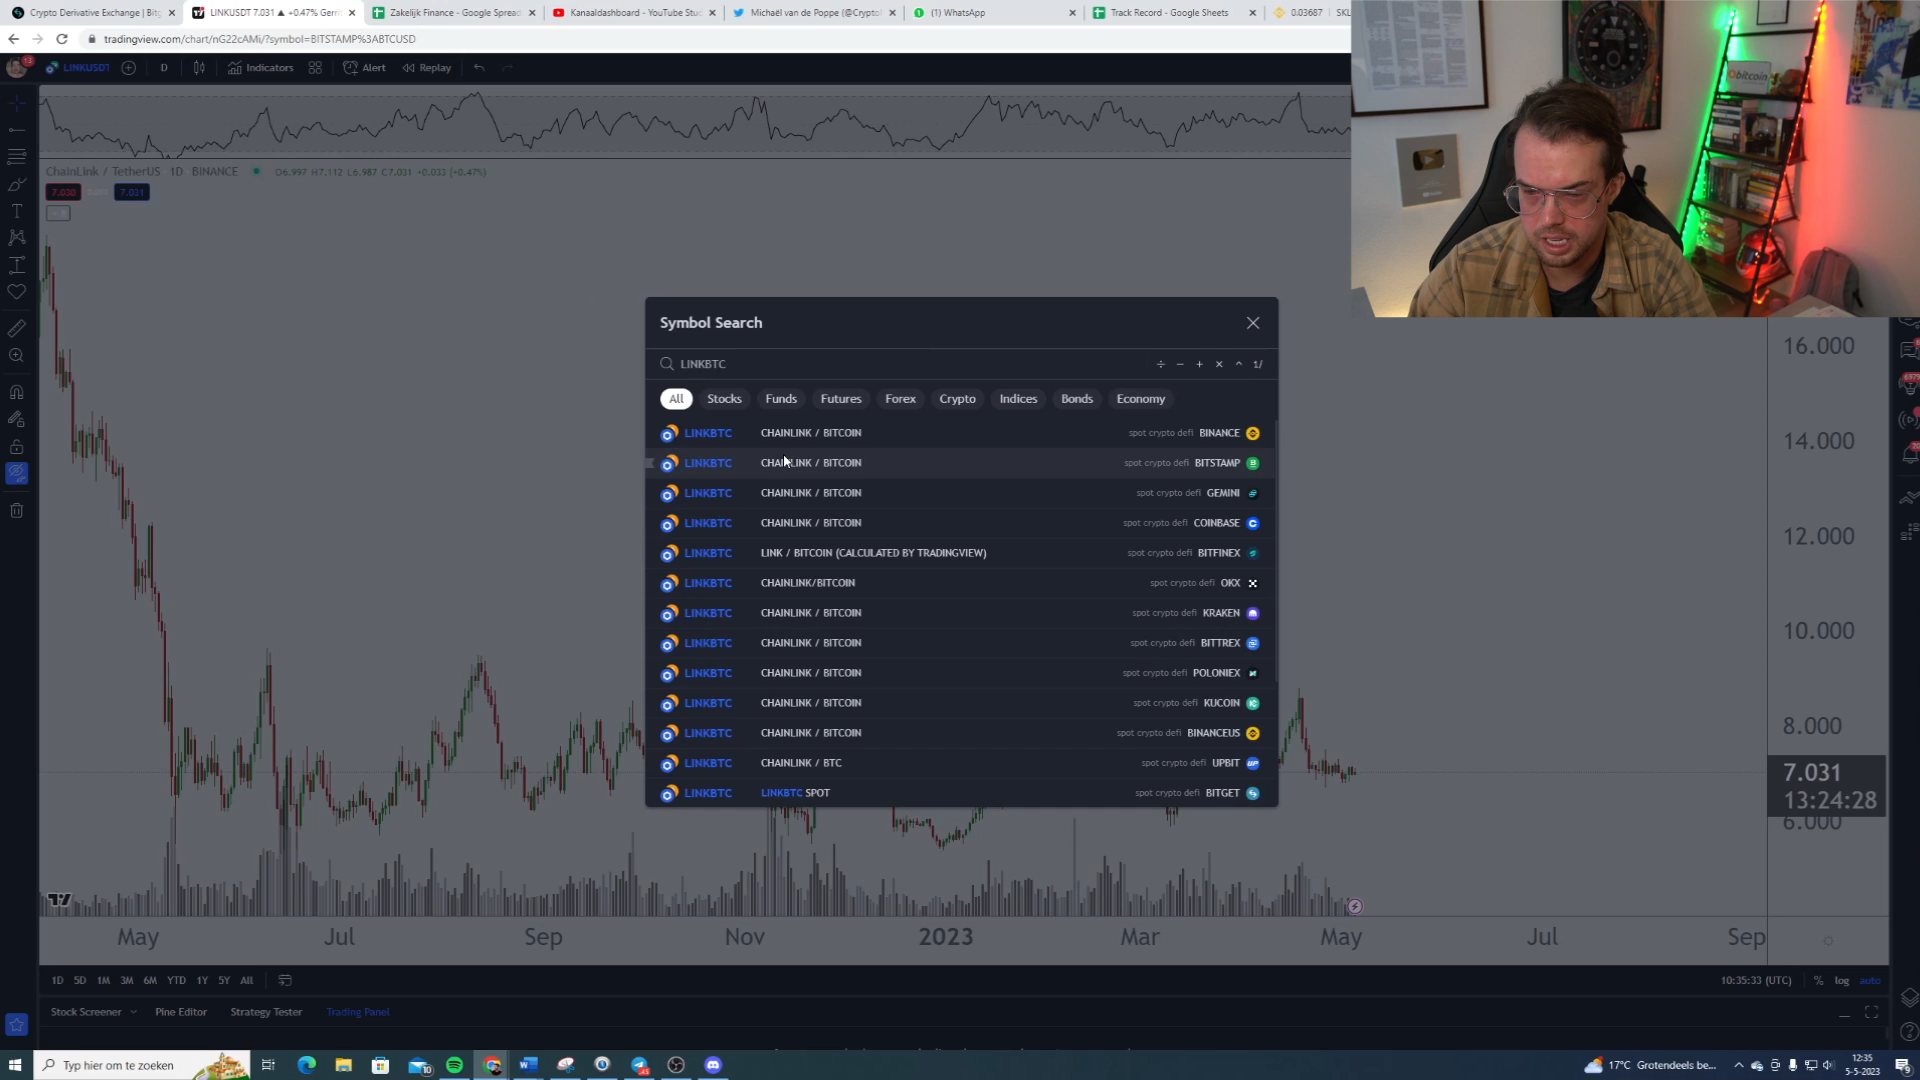 Crypto Derivative Exchange | Bitg
LINKUSDT 7.031 ▲ +0.47% Gerri
Zakelijk Finance - Google Spread
Kanaaldashboard - YouTube Stud
Michaël van de Poppe (@Crypto
(1) WhatsApp
Track Record - Google Sheets
0.03687 | SKL
tradingview.com/chart/nG22cAMi/?symbol=BITSTAMP%3ABTCUSD
13 LINKUSDT D Indicators Alert Replay
bitcoin
ChainLink / TetherUS 1D BINANCE O6.997 H7.112 L6.987 C7.031 +0.033 (+0.47%)
7.030 7.031
Symbol Search
LINKBTC ÷ − + × ^ 1/
All Stocks Funds Futures Forex Crypto Indices Bonds Economy
LINKBTC CHAINLINK / BITCOIN spot crypto defi BINANCE
LINKBTC CHAINLINK / BITCOIN spot crypto defi BITSTAMP
LINKBTC CHAINLINK / BITCOIN spot crypto defi GEMINI
LINKBTC CHAINLINK / BITCOIN spot crypto defi COINBASE
LINKBTC LINK / BITCOIN (CALCULATED BY TRADINGVIEW) spot crypto defi BITFINEX
LINKBTC CHAINLINK/BITCOIN spot crypto defi OKX
LINKBTC CHAINLINK / BITCOIN spot crypto defi KRAKEN
LINKBTC CHAINLINK / BITCOIN spot crypto defi BITTREX
LINKBTC CHAINLINK / BITCOIN spot crypto defi POLONIEX
LINKBTC CHAINLINK / BITCOIN spot crypto defi KUCOIN
LINKBTC CHAINLINK / BITCOIN spot crypto defi BINANCEUS
LINKBTC CHAINLINK / BTC spot crypto defi UPBIT
LINKBTC LINKBTC SPOT spot crypto defi BITGET
16.000
14.000
12.000
10.000
8.000
7.031
13:24:28
6.000
May Jul Sep Nov 2023 Mar May Jul Sep
1D 5D 1M 3M 6M YTD 1Y 5Y All 10:35:33 (UTC) % log auto
Stock Screener Pine Editor Strategy Tester Trading Panel
Typ hier om te zoeken 17°C Grotendeels be... 12:35
5-5-2023